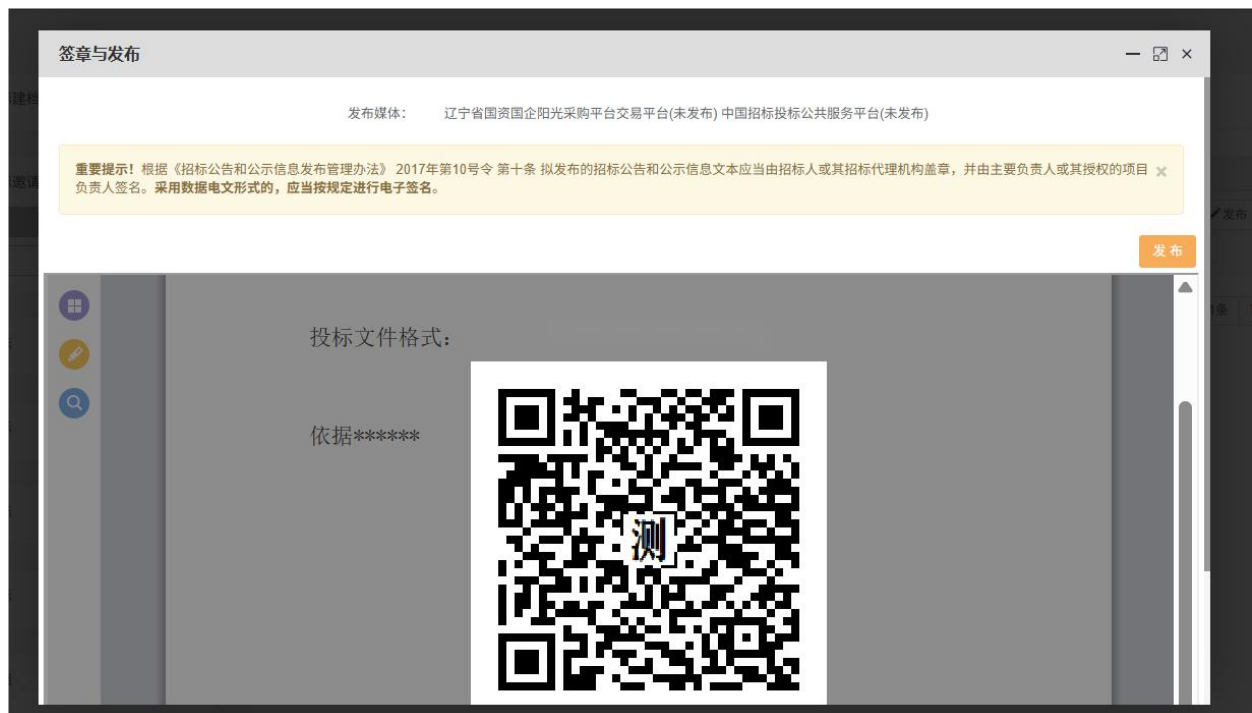 签章与发布
发布媒体： 辽宁省国资国企阳光采购平台交易平台(未发布) 中国招标投标公共服务平台(未发布)
重要提示！根据《招标公告和公示信息发布管理办法》 2017年第10号令 第十条 拟发布的招标公告和公示信息文本应当由招标人或其招标代理机构盖章，并由主要负责人或其授权的项目
负责人签名。采用数据电文形式的，应当按规定进行电子签名。
发布
发 布
投标文件格式：
依据******
测